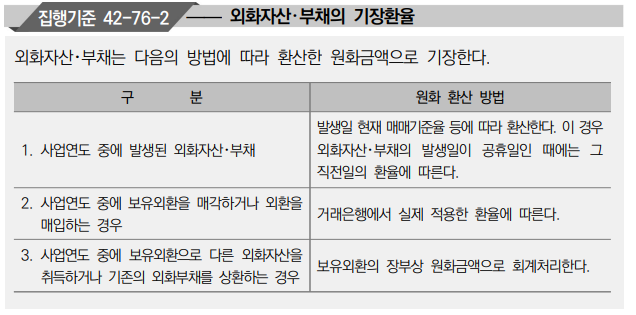 집행기준 42-76-2 —— 외화자산·부채의 기장환율
외화자산·부채는 다음의 방법에 따라 환산한 원화금액으로 기장한다.
구 분
원화 환산 방법
1. 사업연도 중에 발생된 외화자산·부채
발생일 현재 매매기준율 등에 따라 환산한다. 이 경우
외화자산·부채의 발생일이 공휴일인 때에는 그
직전일의 환율에 따른다.
2. 사업연도 중에 보유외환을 매각하거나 외환을
매입하는 경우
거래은행에서 실제 적용한 환율에 따른다.
3. 사업연도 중에 보유외환으로 다른 외화자산을
취득하거나 기존의 외화부채를 상환하는 경우
보유외환의 장부상 원화금액으로 회계처리한다.